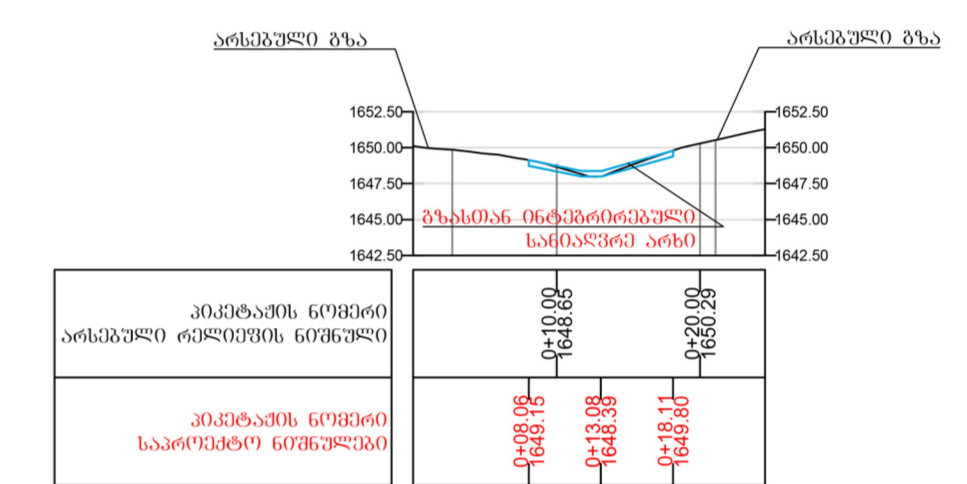 არსებული გზა
არსებული გზა
1652.50
1652.50
1650.00
1650.00
1647.50
1647.50
1645.00
1645.00
1642.50
1642.50
გზასთან ინტეგრირებული
სანიაღვრე არხი
პიკეტაჟის ნომერი
არსებული რელიეფის ნიშნული
0+10.00
1648.65
0+20.00
1650.29
პიკეტაჟის ნომერი
საპროექტო ნიშნულები
0+08.06
1649.15
0+13.08
1648.39
0+18.11
1649.80